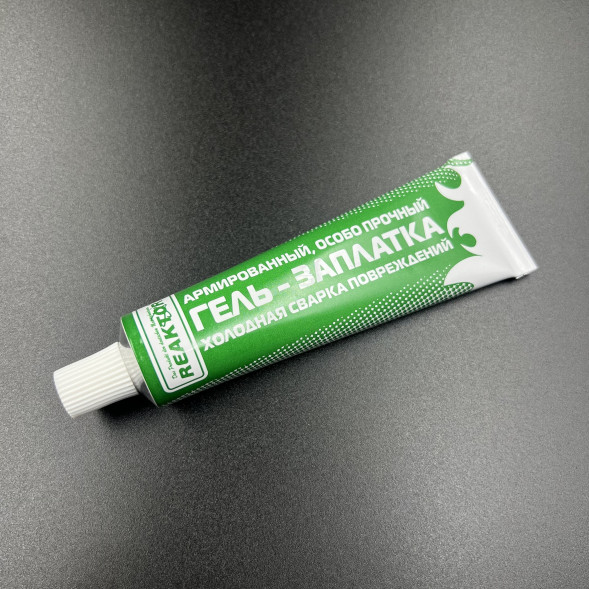 REAKTOR
АРМИРОВАННЫЙ, ОСОБО ПРОЧНЫЙ
ГЕЛЬ - ЗАПЛАТКА
ХОЛОДНАЯ СВАРКА ПОВРЕЖДЕНИЙ